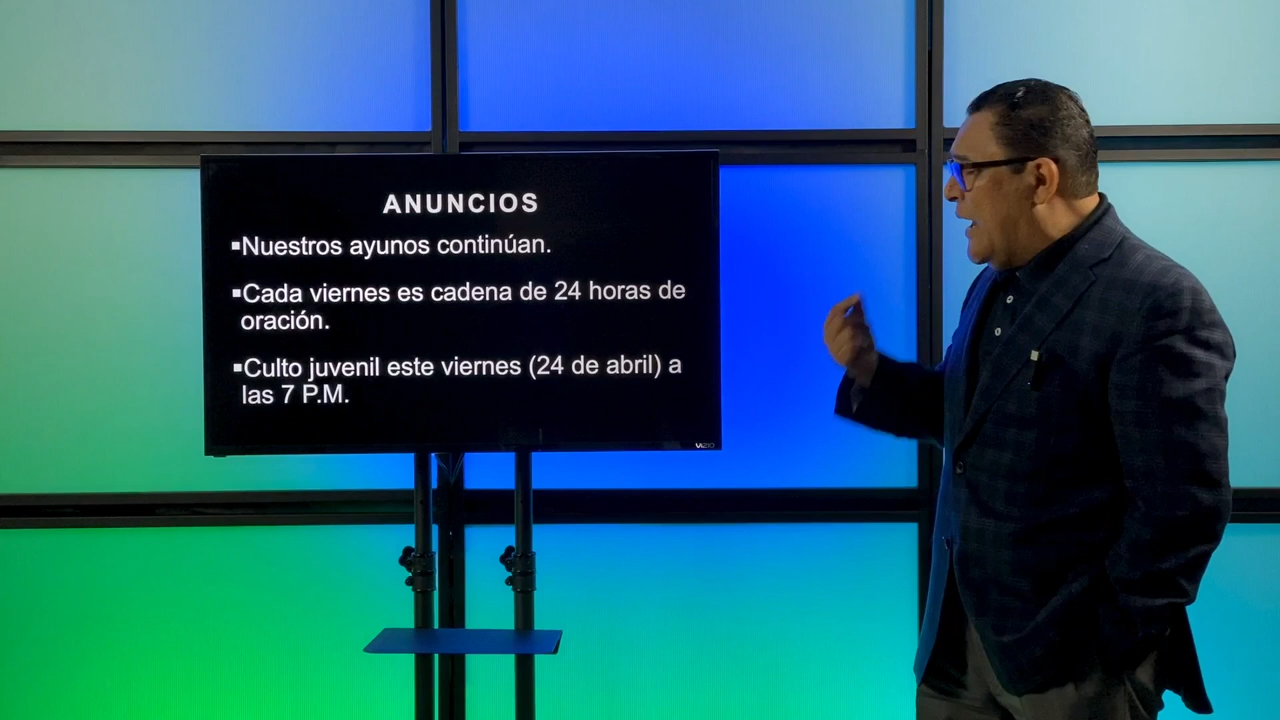 ANUNCIOS
▪Nuestros ayunos continúan.
▪Cada viernes es cadena de 24 horas de
oración.
▪Culto juvenil este viernes (24 de abril) a
las 7 P.M.
VIZIO